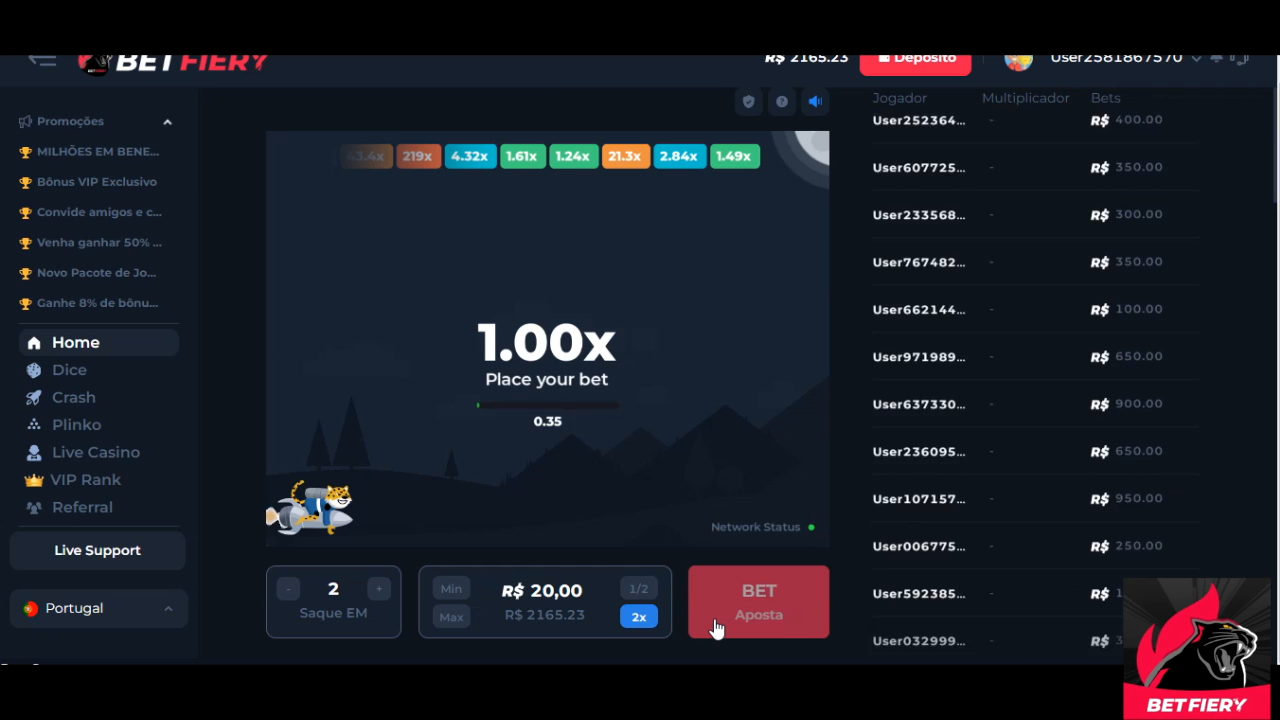 BETFIERY
R$ 2165.23
Deposito
User2581867570
Promoções
MILHÕES EM BENE...
Bônus VIP Exclusivo
Convide amigos e c...
Venha ganhar 50% ...
Novo Pacote de Jo...
Ganhe 8% de bônu...
Home
Dice
Crash
Plinko
Live Casino
VIP Rank
Referral
Live Support
Portugal
43.4x 219x 4.32x 1.61x 1.24x 21.3x 2.84x 1.49x
1.00x
Place your bet
0.35
Network Status
- 2 +
Saque EM
Min R$ 20,00 1/2
Max R$ 2165.23 2x
BET
Aposta
Jogador Multiplicador Bets
User252364... - R$ 400.00
User607725... - R$ 350.00
User233568... - R$ 300.00
User767482... - R$ 350.00
User662144... - R$ 100.00
User971989... - R$ 650.00
User637330... - R$ 900.00
User236095... - R$ 650.00
User107157... - R$ 950.00
User006775... - R$ 250.00
User592385... - R$
User032999... - R$
BETFIERY